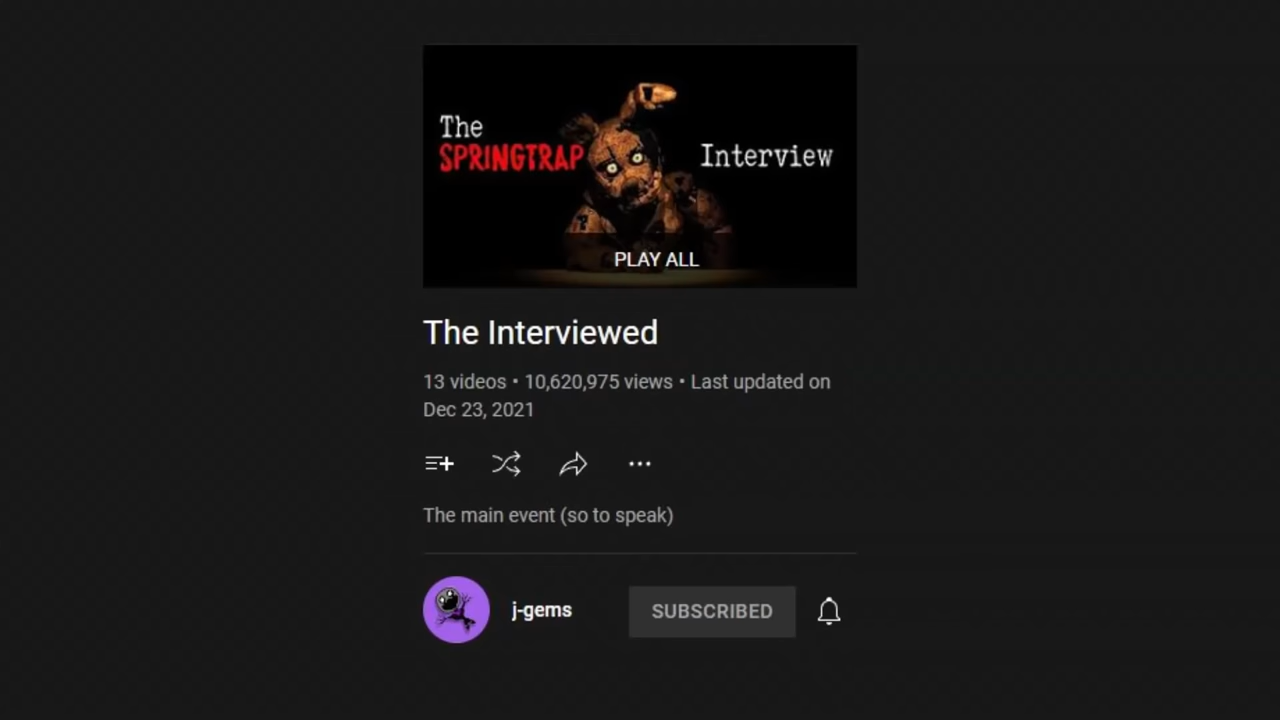 The
SPRINGTRAP
Interview
PLAY ALL
The Interviewed
13 videos • 10,620,975 views • Last updated on
Dec 23, 2021
The main event (so to speak)
j-gems
SUBSCRIBED